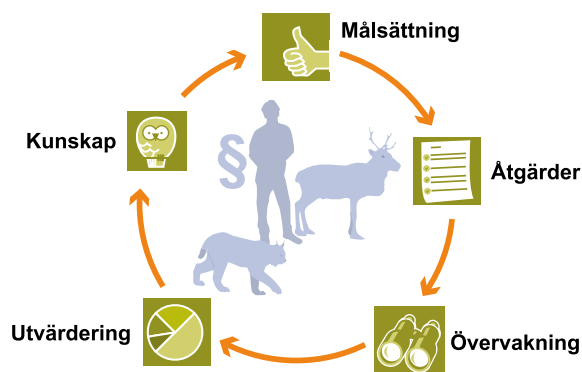 Målsättning
Kunskap
§
Åtgärder
Utvärdering
Övervakning